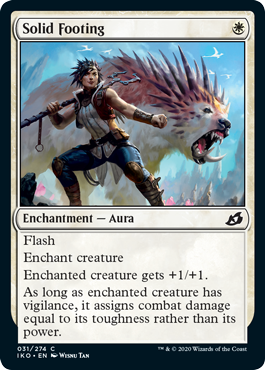 Solid Footing
Enchantment — Aura
Flash
Enchant creature
Enchanted creature gets +1/+1.
As long as enchanted creature has
vigilance, it assigns combat damage
equal to its toughness rather than its
power.
031/274 C
IKO • EN Wisnu Tan
™ & © 2020 Wizards of the Coast